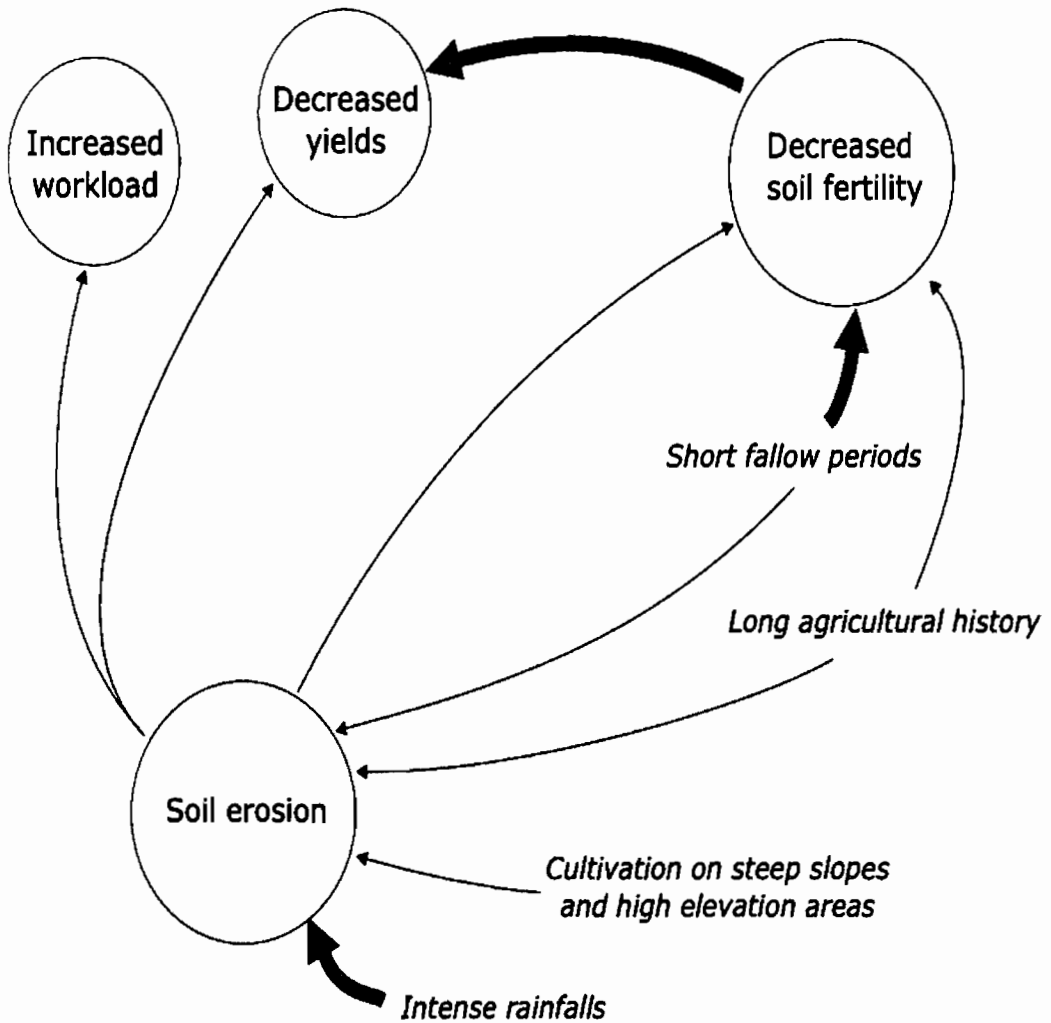 Decreased
yields
Increased
workload
Decreased
soil fertility
Short fallow periods
Long agricultural history
Soil erosion
Cultivation on steep slopes
and high elevation areas
Intense rainfalls